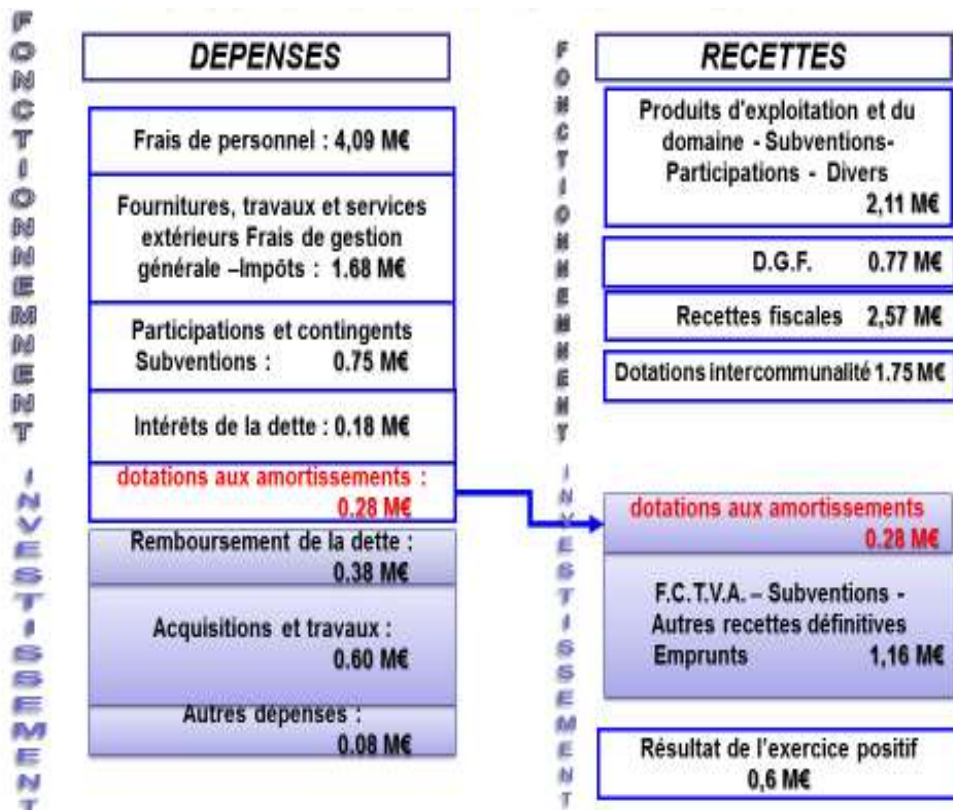 FONCTIONNEMENT
DEPENSES
Frais de personnel : 4,09 M€
Fournitures, travaux et services
extérieurs Frais de gestion
générale –Impôts : 1.68 M€
Participations et contingents
Subventions : 0.75 M€
Intérêts de la dette : 0.18 M€
dotations aux amortissements :
0.28 M€
INVESTISSEMENT
Remboursement de la dette :
0.38 M€
Acquisitions et travaux :
0.60 M€
Autres dépenses :
0.08 M€
FONCTIONNEMENT
RECETTES
Produits d'exploitation et du
domaine - Subventions-
Participations - Divers
2,11 M€
D.G.F. 0.77 M€
Recettes fiscales 2,57 M€
Dotations intercommunalité 1.75 M€
INVESTISSEMENT
dotations aux amortissements
0.28 M€
F.C.T.V.A. – Subventions -
Autres recettes définitives
Emprunts 1,16 M€
Résultat de l'exercice positif
0,6 M€